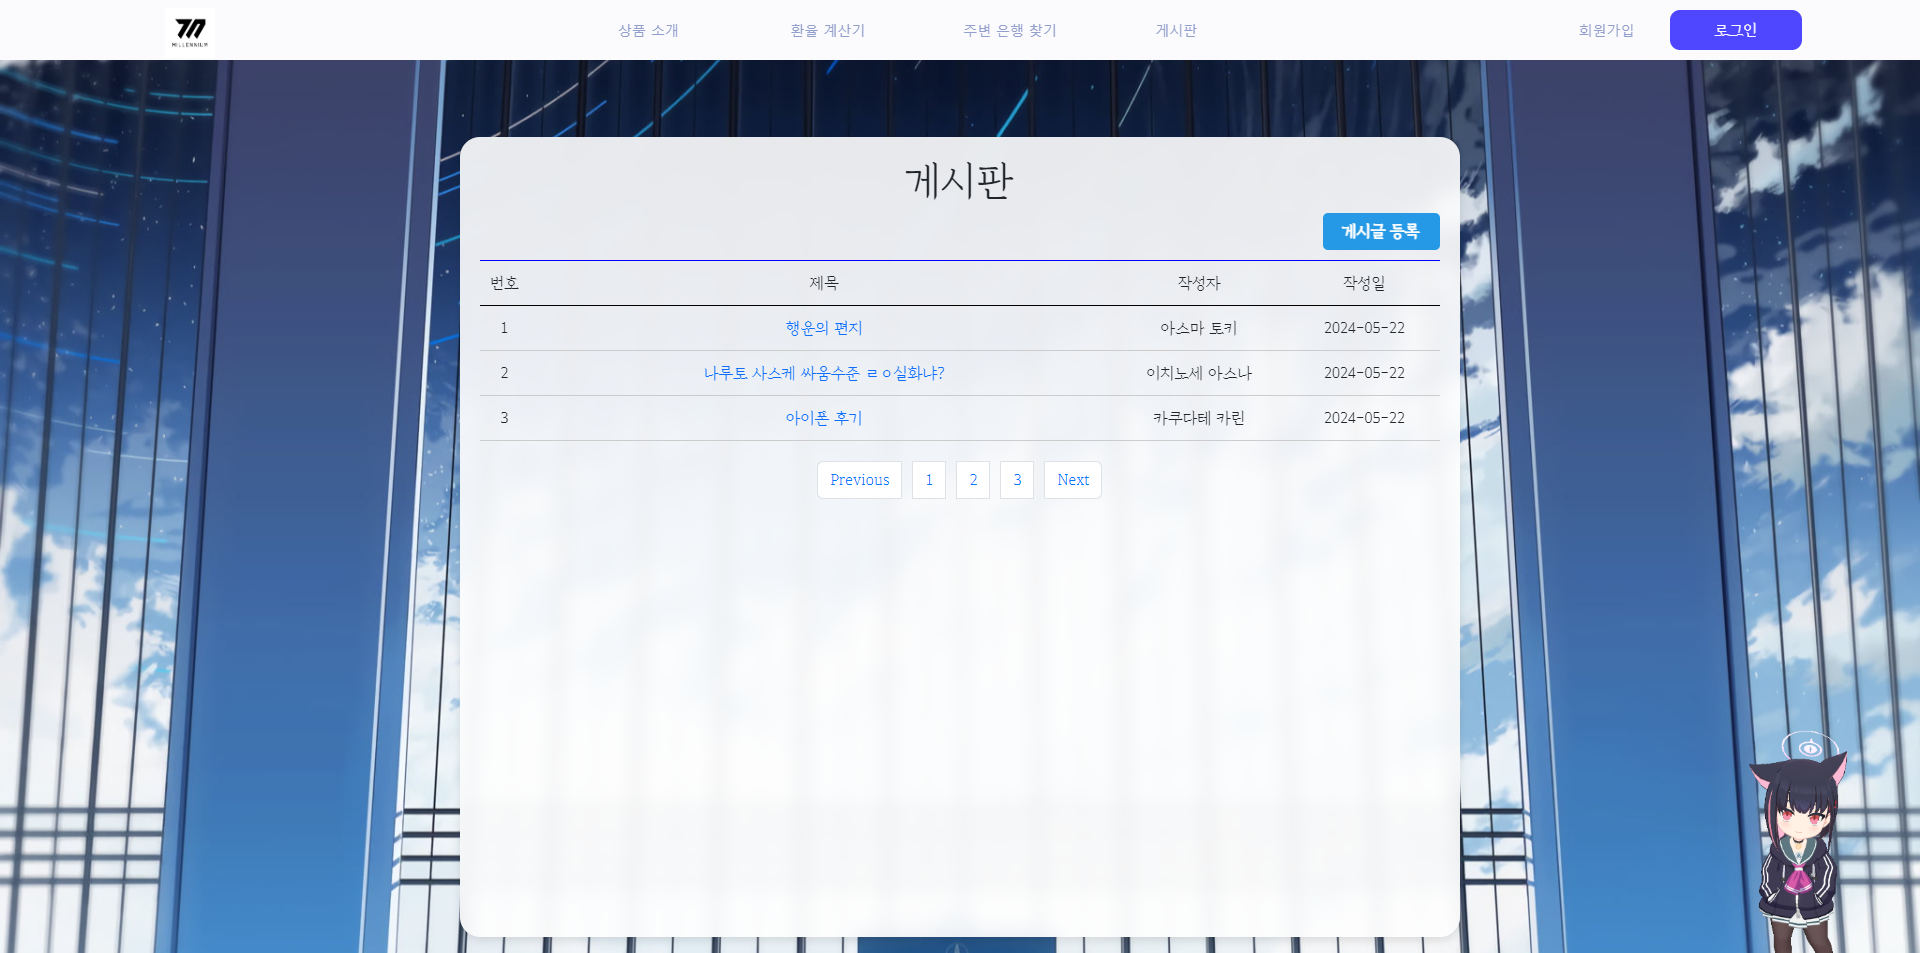 MILLENNIUM
상품 소개 환율 계산기 주변 은행 찾기 게시판 회원가입 로그인
게시판
게시글 등록
번호 제목 작성자 작성일
1 행운의 편지 아스마 토키 2024-05-22
2 나루토 사스케 싸움수준 ㄹㅇ실화냐? 이치노세 아스나 2024-05-22
3 아이폰 후기 카쿠다테 카린 2024-05-22
Previous 1 2 3 Next